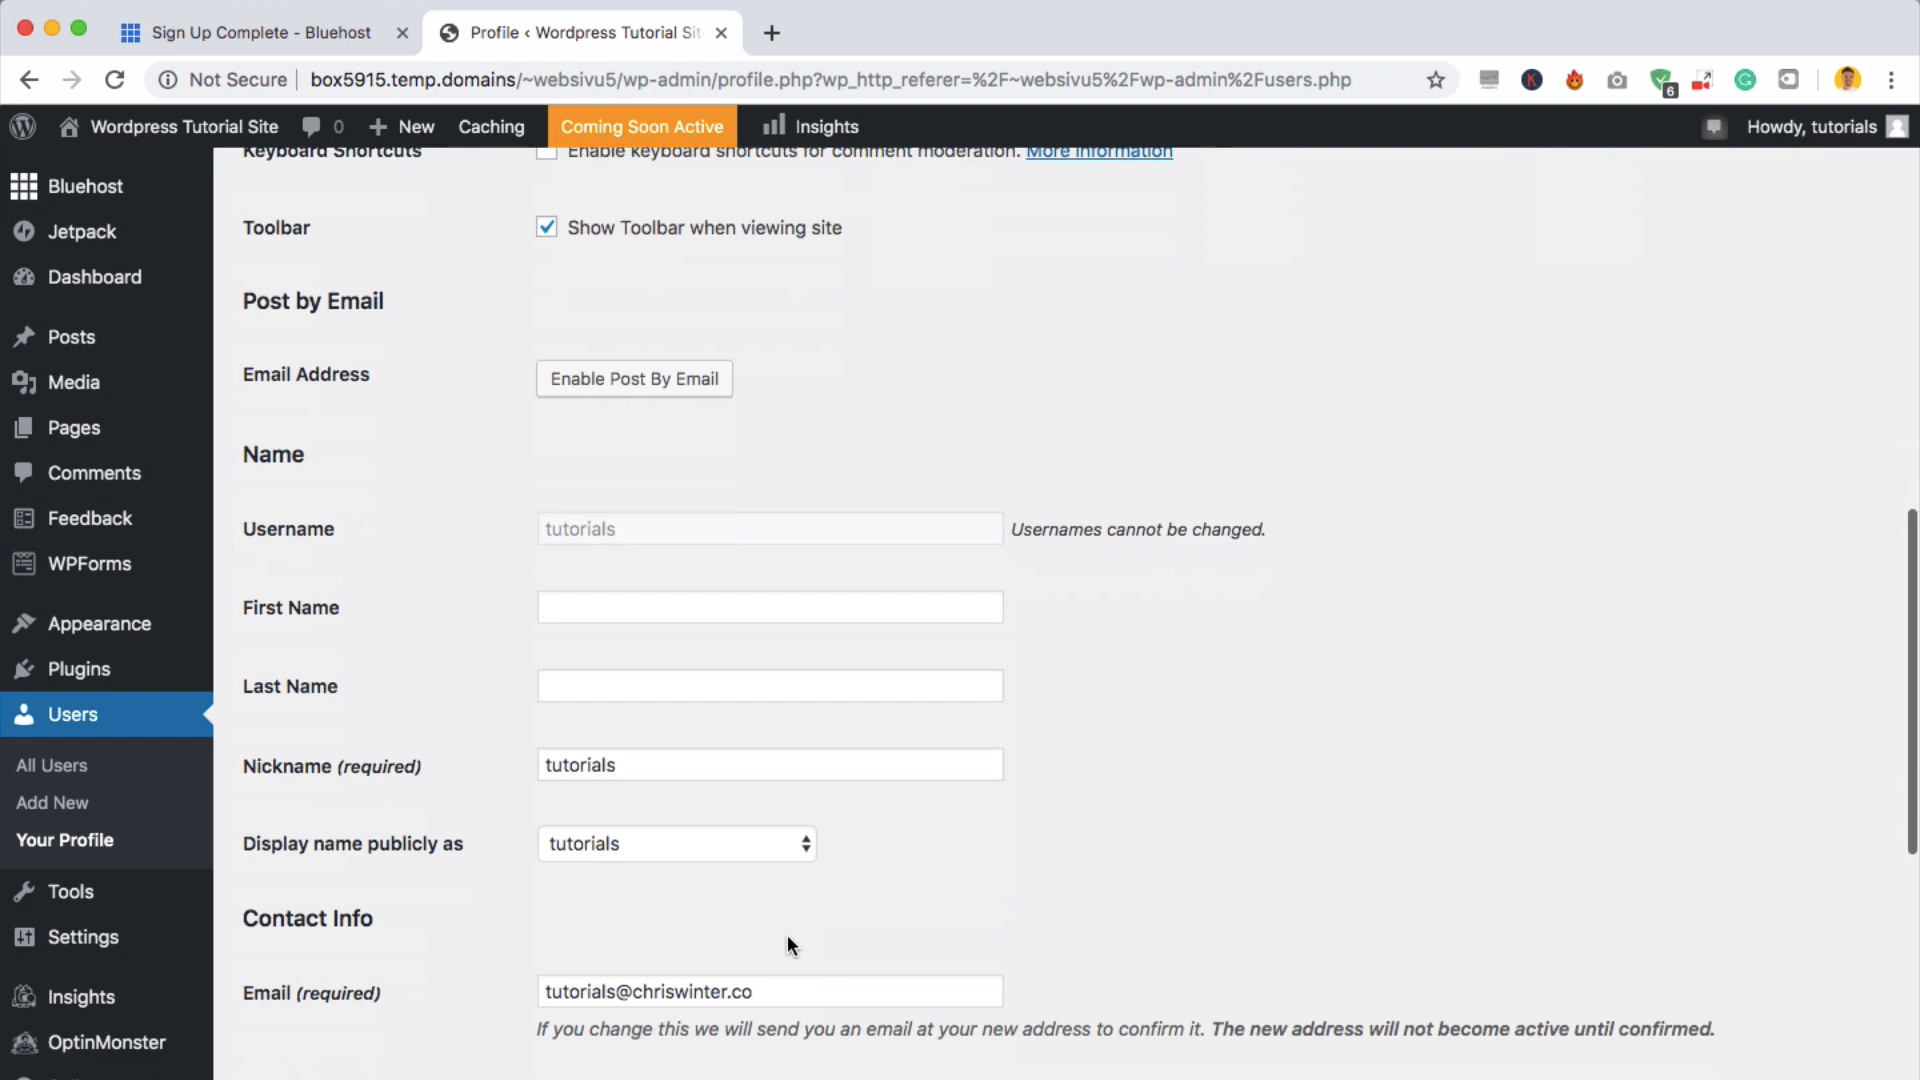 Sign Up Complete - Bluehost
Profile ‹ Wordpress Tutorial Sit
Not Secure
box5915.temp.domains/~websivu5/wp-admin/profile.php?wp_http_referer=%2F~websivu5%2Fwp-admin%2Fusers.php
6
Wordpress Tutorial Site
0
New
Caching
Coming Soon Active
Insights
Howdy, tutorials
Bluehost
Jetpack
Dashboard
Posts
Media
Pages
Comments
Feedback
WPForms
Appearance
Plugins
Users
All Users
Add New
Your Profile
Tools
Settings
Insights
OptinMonster
Keyboard Shortcuts
Enable keyboard shortcuts for comment moderation. More information
Toolbar
Show Toolbar when viewing site
Post by Email
Email Address
Enable Post By Email
Name
Username
tutorials
Usernames cannot be changed.
First Name
Last Name
Nickname (required)
tutorials
Display name publicly as
tutorials
Contact Info
Email (required)
tutorials@chriswinter.co
If you change this we will send you an email at your new address to confirm it. The new address will not become active until confirmed.